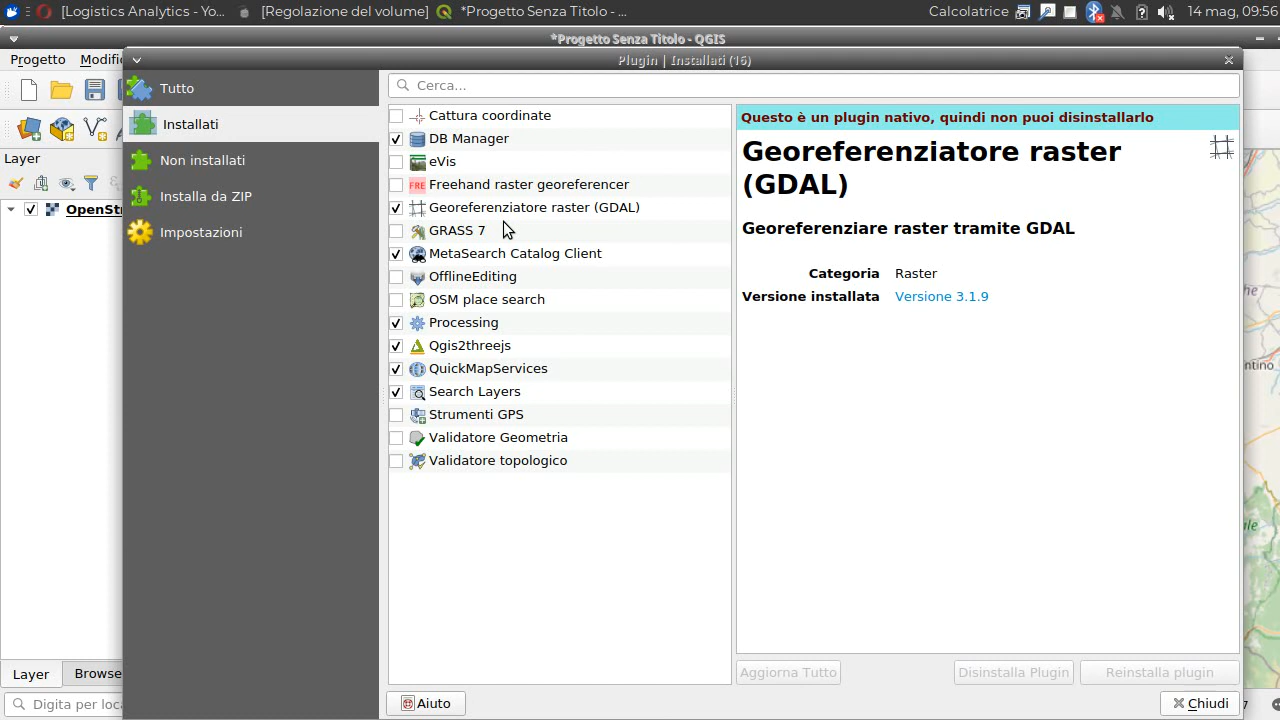 [Logistics Analytics - Yo...
[Regolazione del volume]
*Progetto Senza Titolo - ...
Calcolatrice
14 mag, 09:56
*Progetto Senza Titolo - QGIS
Progetto
Plugin | Installati (16)
Layer
Layer
Tutto
Installati
Non installati
Installa da ZIP
Impostazioni
Cerca...
Cattura coordinate
DB Manager
eVis
FRE Freehand raster georeferencer
Georeferenziatore raster (GDAL)
GRASS 7
MetaSearch Catalog Client
OfflineEditing
OSM place search
Processing
Qgis2threejs
QuickMapServices
Search Layers
Strumenti GPS
Validatore Geometria
Validatore topologico
Questo è un plugin nativo, quindi non puoi disinstallarlo
Georeferenziatore raster
(GDAL)
Georeferenziare raster tramite GDAL
Categoria Raster
Versione installata Versione 3.1.9
Aggiorna Tutto
Disinstalla Plugin
Reinstalla plugin
Aiuto
Chiudi
Digita per